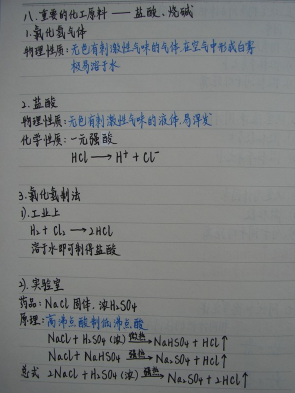 八.重要的化工原料 —— 盐酸、烧碱
1.氯化氢气体
物理性质:无色有刺激性气味的气体,在空气中形成白雾
极易溶于水
2.盐酸
物理性质:无色有刺激性气味的液体,易挥发
化学性质:一元强酸
HCl ⟶ H⁺ + Cl⁻
3.氯化氢制法
1).工业上
H₂ + Cl₂ ⟶ 2HCl
溶于水即可制得盐酸
2).实验室
药品:NaCl 固体,浓H₂SO₄
原理:高沸点酸制低沸点酸
NaCl + H₂SO₄(浓) 微热⟶ NaHSO₄ + HCl↑
NaCl + NaHSO₄ 强热⟶ Na₂SO₄ + HCl↑
总式:2NaCl + H₂SO₄(浓) 强热⟶ Na₂SO₄ + 2HCl↑